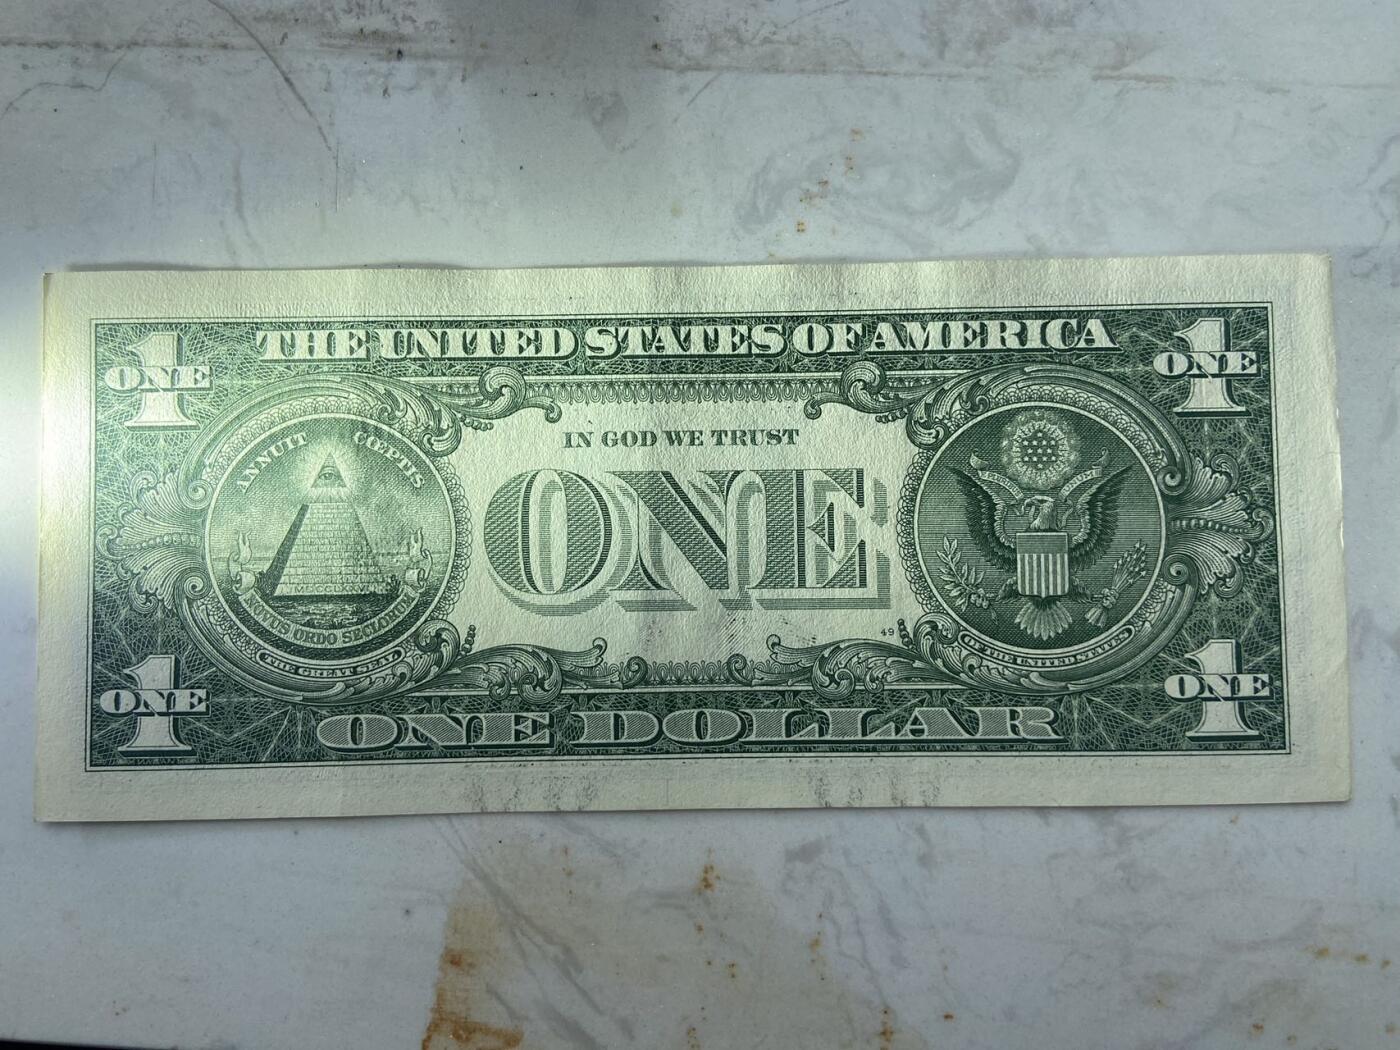 THE UNITED STATES OF AMERICA
1
ONE
1
ONE
ANNUIT CŒPTIS
IN GOD WE TRUST
ONE
NOVUS ORDO SECLORUM
THE GREAT SEAL
49
OF THE UNITED STATES
1
ONE
1
ONE
ONE DOLLAR